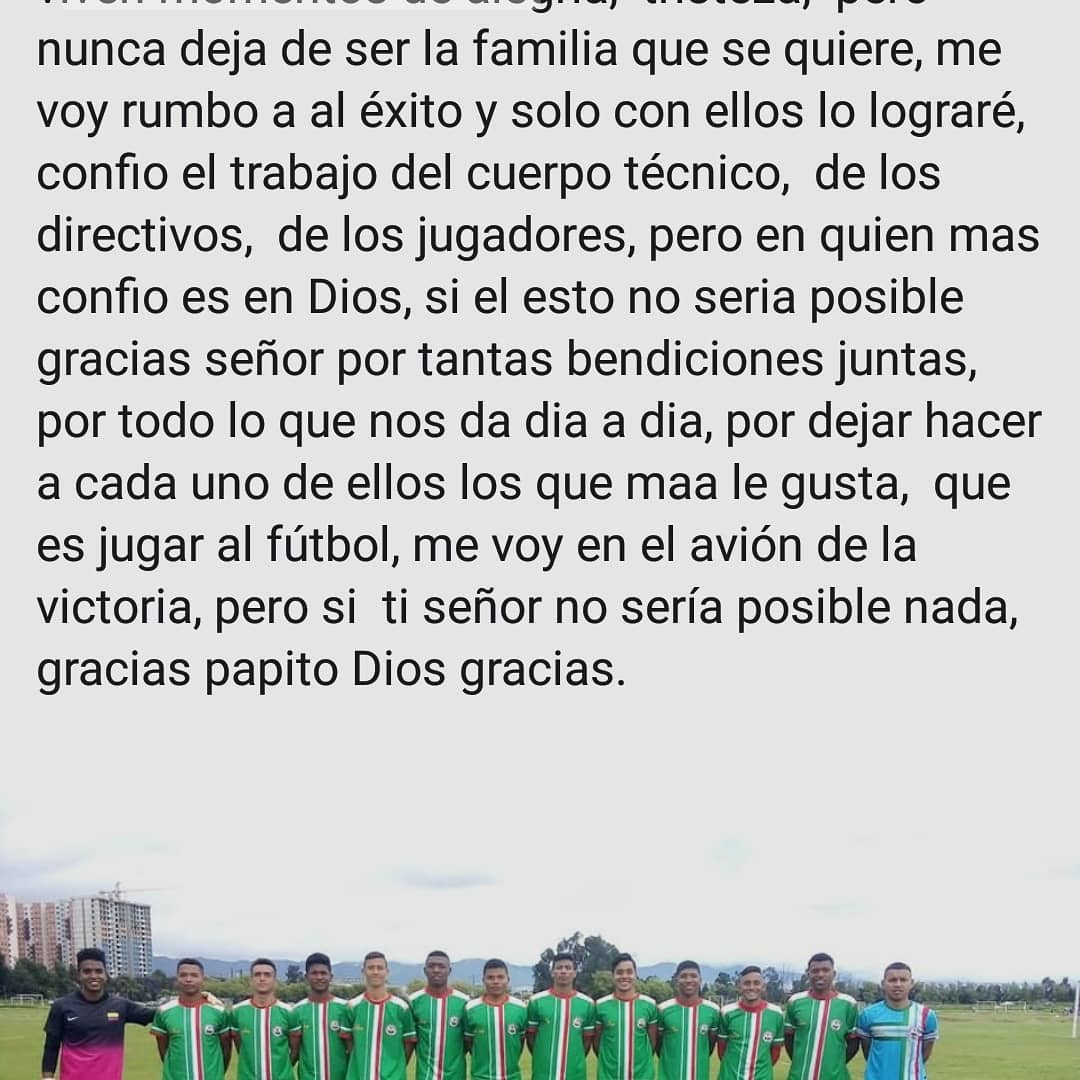 nunca deja de ser la familia que se quiere, me
voy rumbo a al éxito y solo con ellos lo lograré,
confio el trabajo del cuerpo técnico,  de los
directivos,  de los jugadores, pero en quien mas
confio es en Dios, si el esto no seria posible
gracias señor por tantas bendiciones juntas,
por todo lo que nos da dia a dia, por dejar hacer
a cada uno de ellos los que maa le gusta,  que
es jugar al fútbol, me voy en el avión de la
victoria, pero si  ti señor no sería posible nada,
gracias papito Dios gracias.